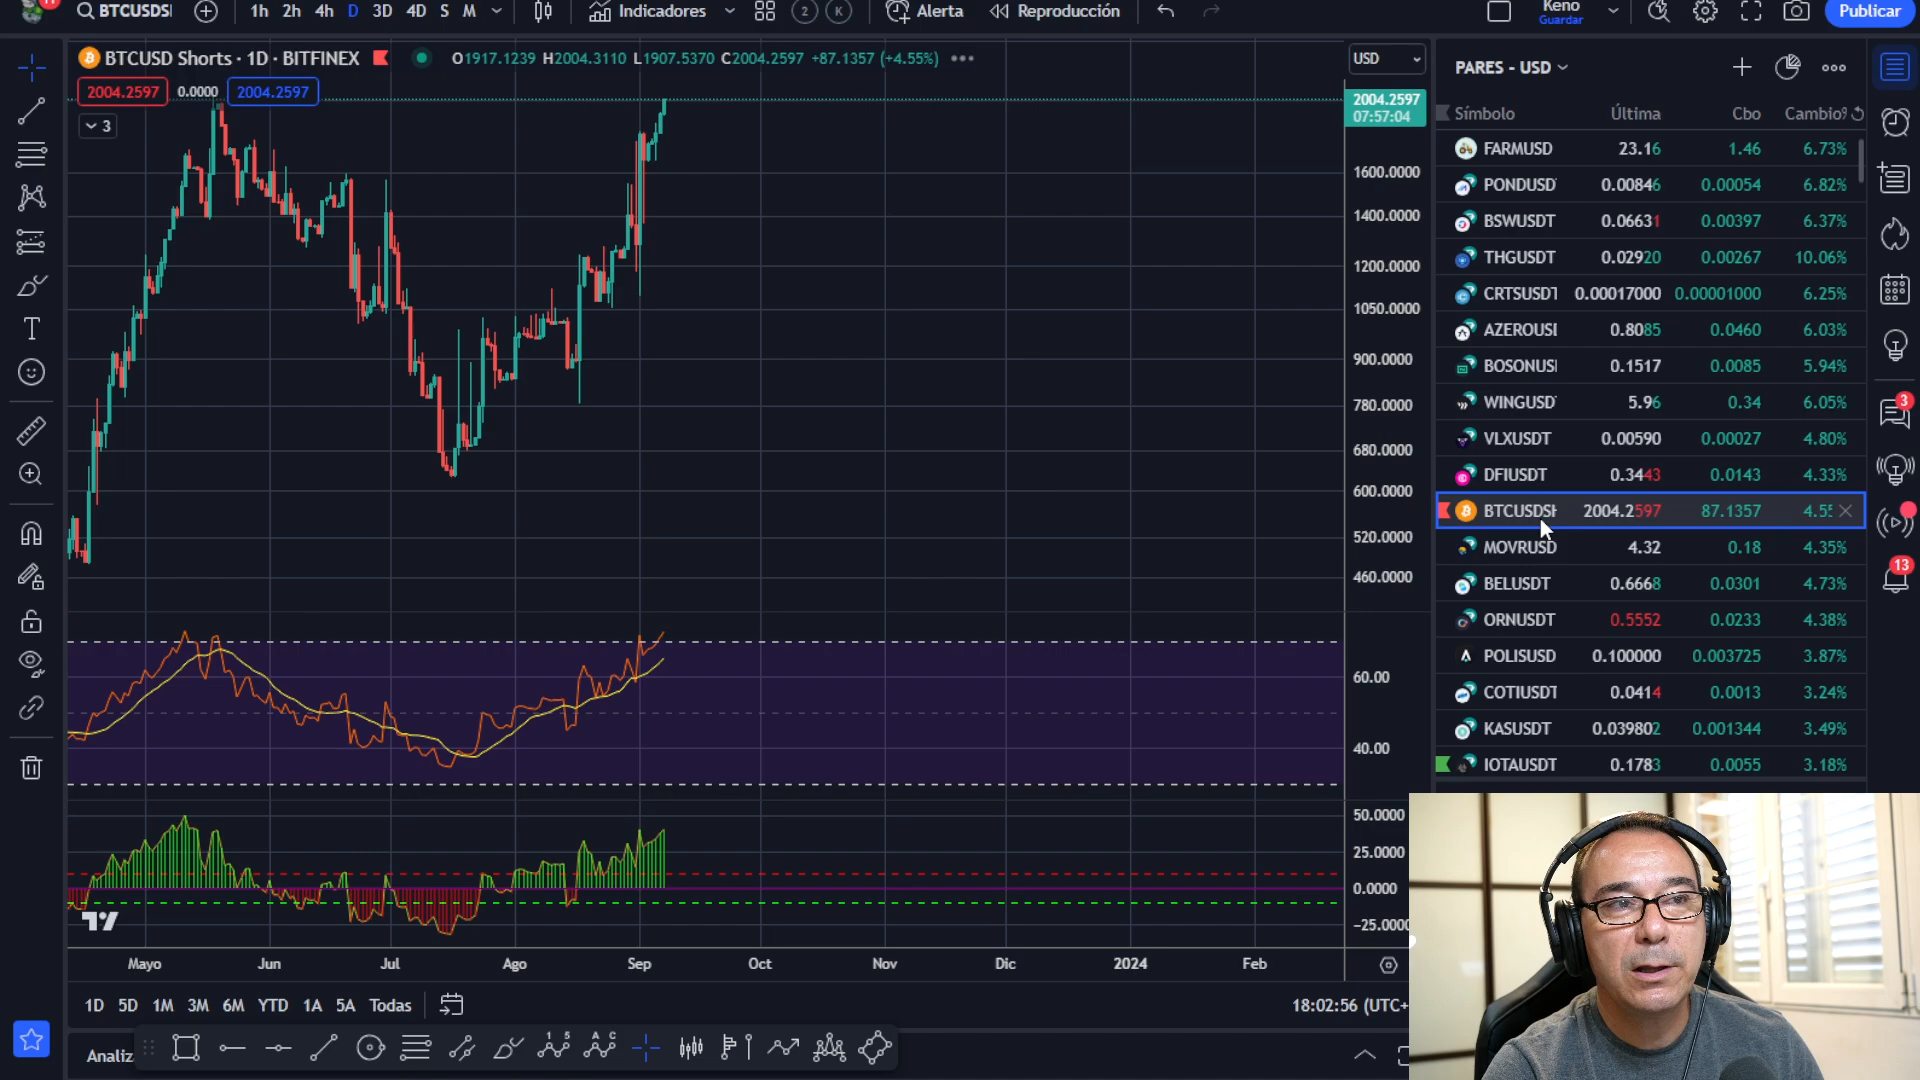 BTCUSDSI 1h 2h 4h D 3D 4D S M Indicadores 2 K Alerta Reproducción Keno Guardar Publicar
BTCUSD Shorts · 1D · BITFINEX O1917.1239 H2004.3110 L1907.5370 C2004.2597 +87.1357 (+4.55%)
2004.2597 0.0000 2004.2597
3
USD
2004.2597
07:57:04
1600.0000
1400.0000
1200.0000
1050.0000
900.0000
780.0000
680.0000
600.0000
520.0000
460.0000
60.00
40.00
50.0000
25.0000
0.0000
−25.0000
Mayo Jun Jul Ago Sep Oct Nov Dic 2024 Feb
1D 5D 1M 3M 6M YTD 1A 5A Todas 18:02:56 (UTC+
Analiz
PARES - USD
Símbolo Última Cbo Cambio%
FARMUSD 23.16 1.46 6.73%
PONDUSD 0.00846 0.00054 6.82%
BSWUSDT 0.06631 0.00397 6.37%
THGUSDT 0.02920 0.00267 10.06%
CRTSUSDT 0.00017000 0.00001000 6.25%
AZEROUSI 0.8085 0.0460 6.03%
BOSONUSI 0.1517 0.0085 5.94%
WINGUSD 5.96 0.34 6.05%
VLXUSDT 0.00590 0.00027 4.80%
DFIUSDT 0.3443 0.0143 4.33%
BTCUSDSH 2004.2597 87.1357 4.55
MOVRUSD 4.32 0.18 4.35%
BELUSDT 0.6668 0.0301 4.73%
ORNUSDT 0.5552 0.0233 4.38%
POLISUSD 0.100000 0.003725 3.87%
COTIUSDT 0.0414 0.0013 3.24%
KASUSDT 0.039802 0.001344 3.49%
IOTAUSDT 0.1783 0.0055 3.18%
3
13